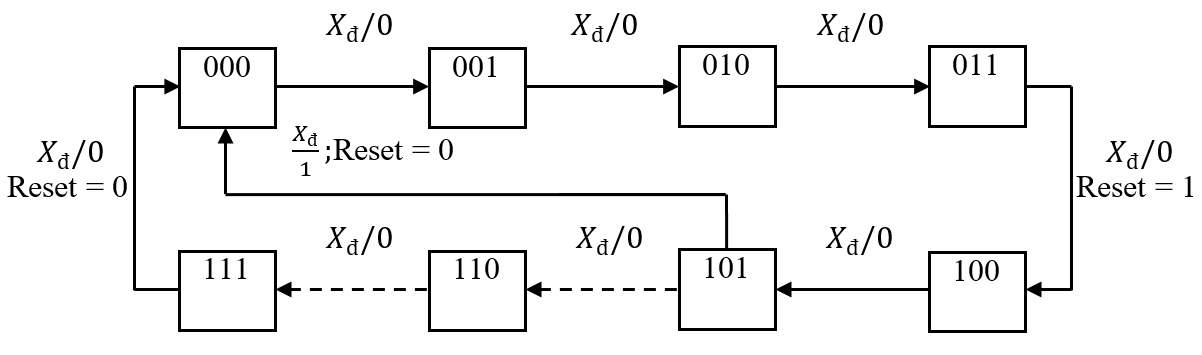 X_đ/0 X_đ/0 X_đ/0
000 001 010 011
X_đ/1 ;Reset = 0
X_đ/0
Reset = 0
X_đ/0
Reset = 1
X_đ/0 X_đ/0 X_đ/0
111 110 101 100